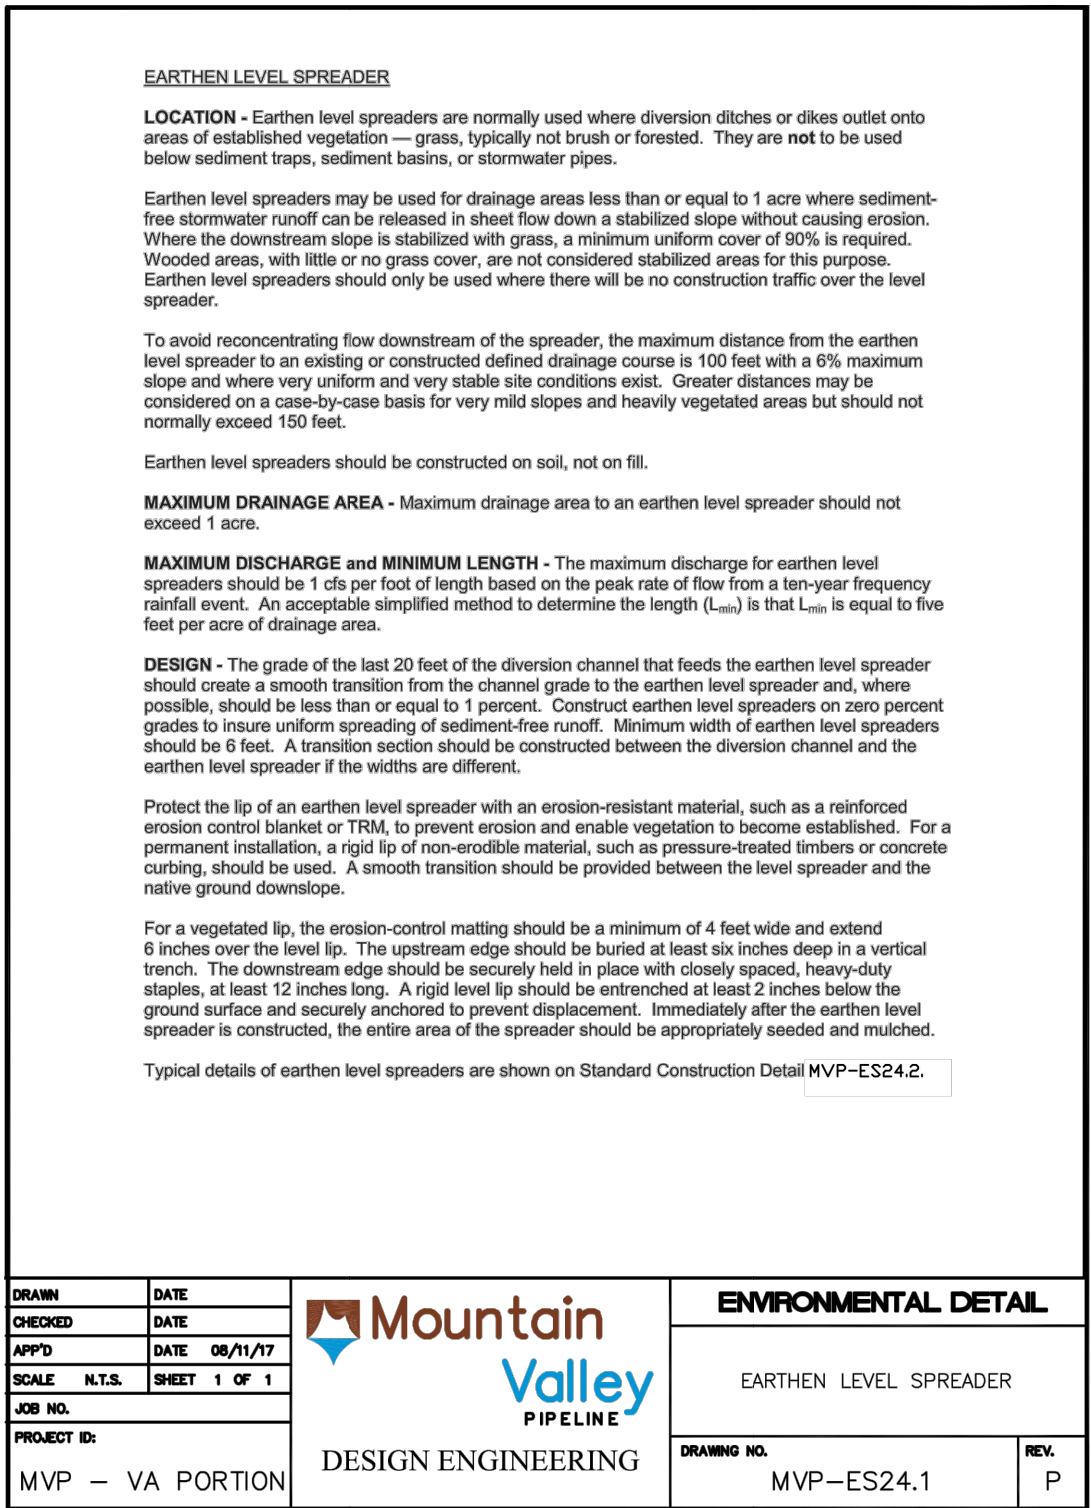 EARTHEN LEVEL SPREADER
LOCATION - Earthen level spreaders are normally used where diversion ditches or dikes outlet onto
areas of established vegetation — grass, typically not brush or forested. They are not to be used
below sediment traps, sediment basins, or stormwater pipes.
Earthen level spreaders may be used for drainage areas less than or equal to 1 acre where sediment-
free stormwater runoff can be released in sheet flow down a stabilized slope without causing erosion.
Where the downstream slope is stabilized with grass, a minimum uniform cover of 90% is required.
Wooded areas, with little or no grass cover, are not considered stabilized areas for this purpose.
Earthen level spreaders should only be used where there will be no construction traffic over the level
spreader.
To avoid reconcentrating flow downstream of the spreader, the maximum distance from the earthen
level spreader to an existing or constructed defined drainage course is 100 feet with a 6% maximum
slope and where very uniform and very stable site conditions exist. Greater distances may be
considered on a case-by-case basis for very mild slopes and heavily vegetated areas but should not
normally exceed 150 feet.
Earthen level spreaders should be constructed on soil, not on fill.
MAXIMUM DRAINAGE AREA - Maximum drainage area to an earthen level spreader should not
exceed 1 acre.
MAXIMUM DISCHARGE and MINIMUM LENGTH - The maximum discharge for earthen level
spreaders should be 1 cfs per foot of length based on the peak rate of flow from a ten-year frequency
rainfall event. An acceptable simplified method to determine the length (Lmin) is that Lmin is equal to five
feet per acre of drainage area.
DESIGN - The grade of the last 20 feet of the diversion channel that feeds the earthen level spreader
should create a smooth transition from the channel grade to the earthen level spreader and, where
possible, should be less than or equal to 1 percent. Construct earthen level spreaders on zero percent
grades to insure uniform spreading of sediment-free runoff. Minimum width of earthen level spreaders
should be 6 feet. A transition section should be constructed between the diversion channel and the
earthen level spreader if the widths are different.
Protect the lip of an earthen level spreader with an erosion-resistant material, such as a reinforced
erosion control blanket or TRM, to prevent erosion and enable vegetation to become established. For a
permanent installation, a rigid lip of non-erodible material, such as pressure-treated timbers or concrete
curbing, should be used. A smooth transition should be provided between the level spreader and the
native ground downslope.
For a vegetated lip, the erosion-control matting should be a minimum of 4 feet wide and extend
6 inches over the level lip. The upstream edge should be buried at least six inches deep in a vertical
trench. The downstream edge should be securely held in place with closely spaced, heavy-duty
staples, at least 12 inches long. A rigid level lip should be entrenched at least 2 inches below the
ground surface and securely anchored to prevent displacement. Immediately after the earthen level
spreader is constructed, the entire area of the spreader should be appropriately seeded and mulched.
Typical details of earthen level spreaders are shown on Standard Construction Detail MVP-ES24.2.
DRAWN DATE
CHECKED DATE
APP'D DATE 08/11/17
SCALE N.T.S. SHEET 1 OF 1
JOB NO.
PROJECT ID:
MVP - VA PORTION
Mountain
Valley
PIPELINE
DESIGN ENGINEERING
ENVIRONMENTAL DETAIL
EARTHEN LEVEL SPREADER
DRAWING NO.
MVP-ES24.1
REV.
P